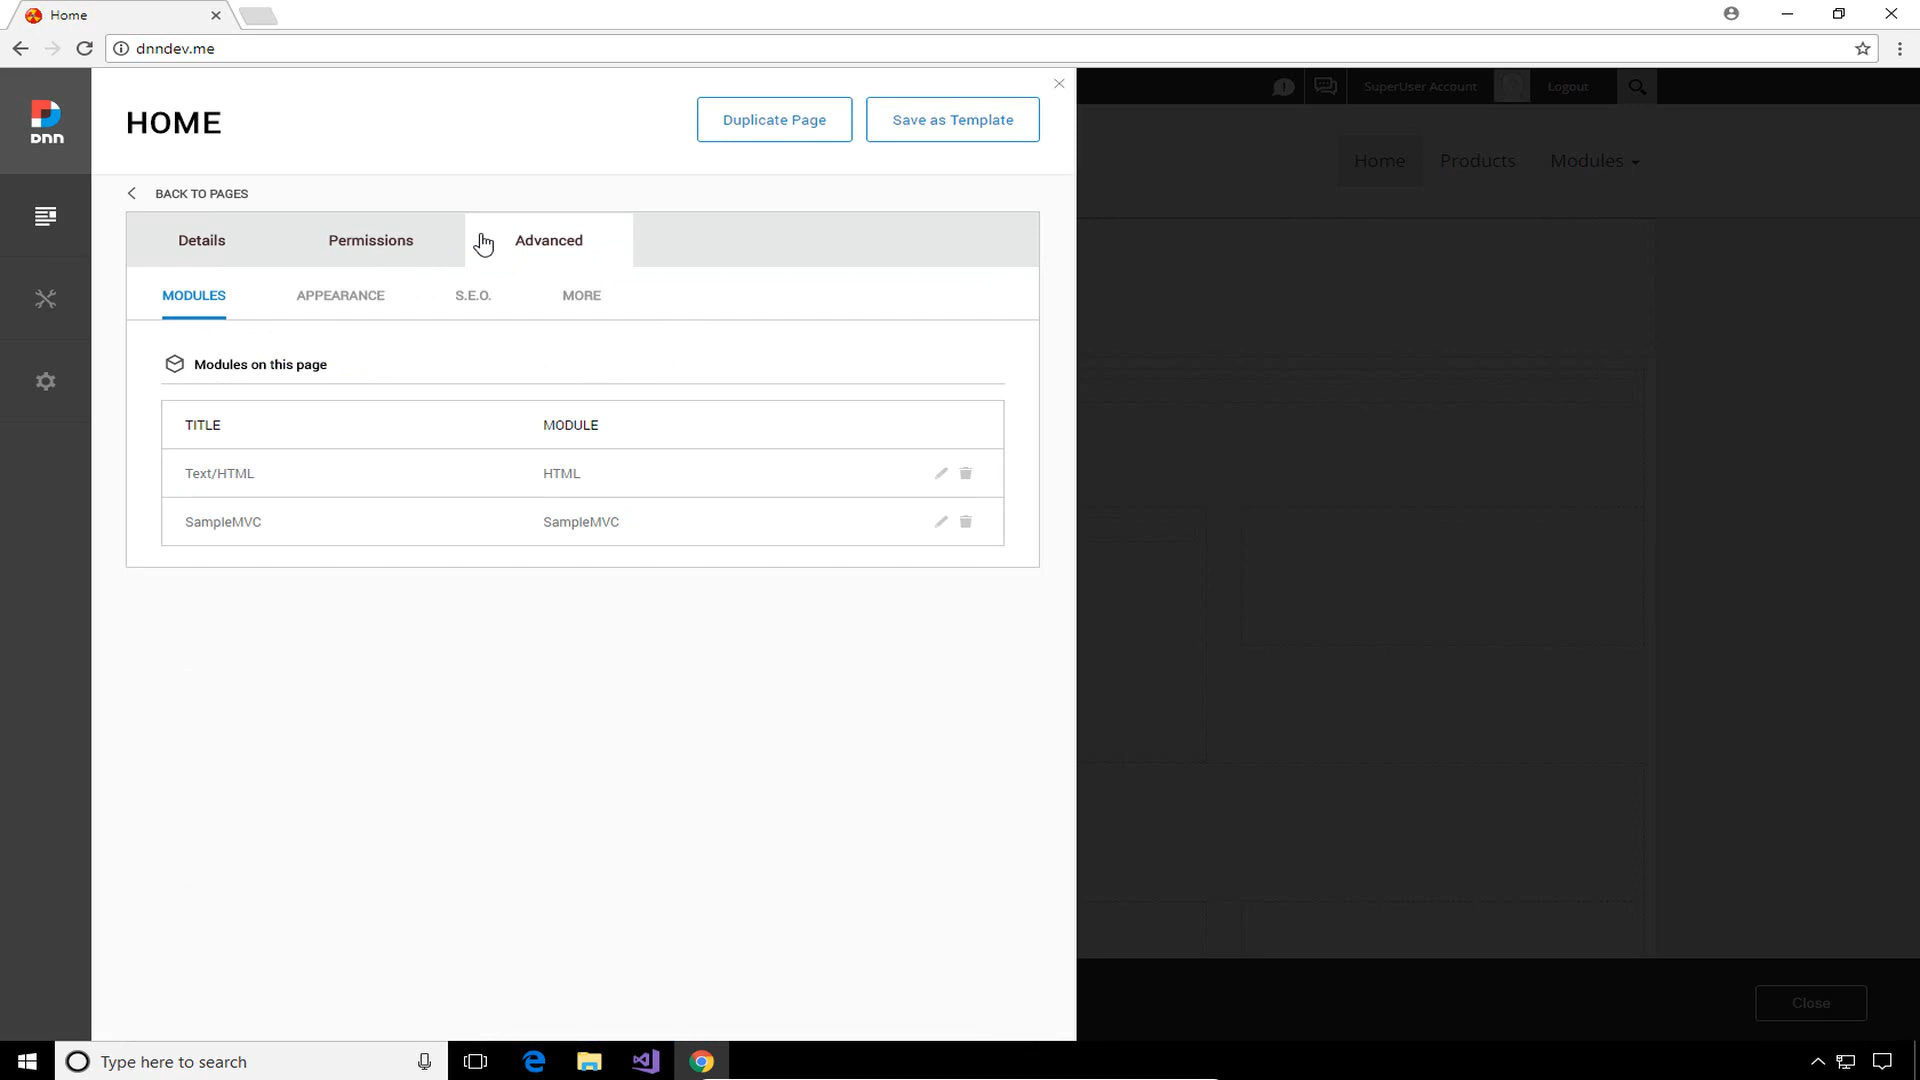 Home
dnndev.me
DNN
HOME
Duplicate Page
Save as Template
SuperUser Account
Logout
Home
Products
Modules
BACK TO PAGES
Details
Permissions
Advanced
MODULES
APPEARANCE
S.E.O.
MORE
Modules on this page
TITLE
MODULE
Text/HTML
HTML
SampleMVC
SampleMVC
Close
Type here to search